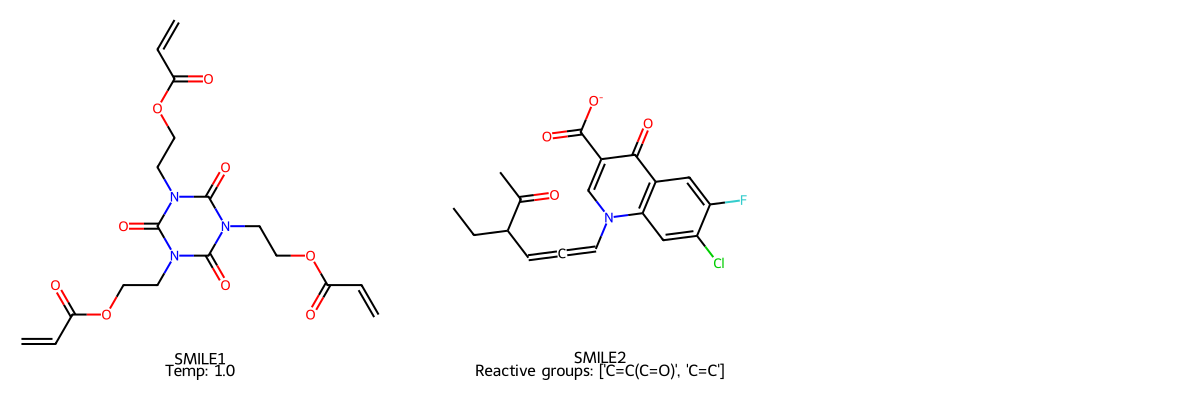 O
O
O
N
O
N
N
O
O
O
O
O
SMILE1
Temp: 1.0
O⁻
O
O
O
F
N
C
Cl
SMILE2
Reactive groups: ['C=C(C=O)', 'C=C']